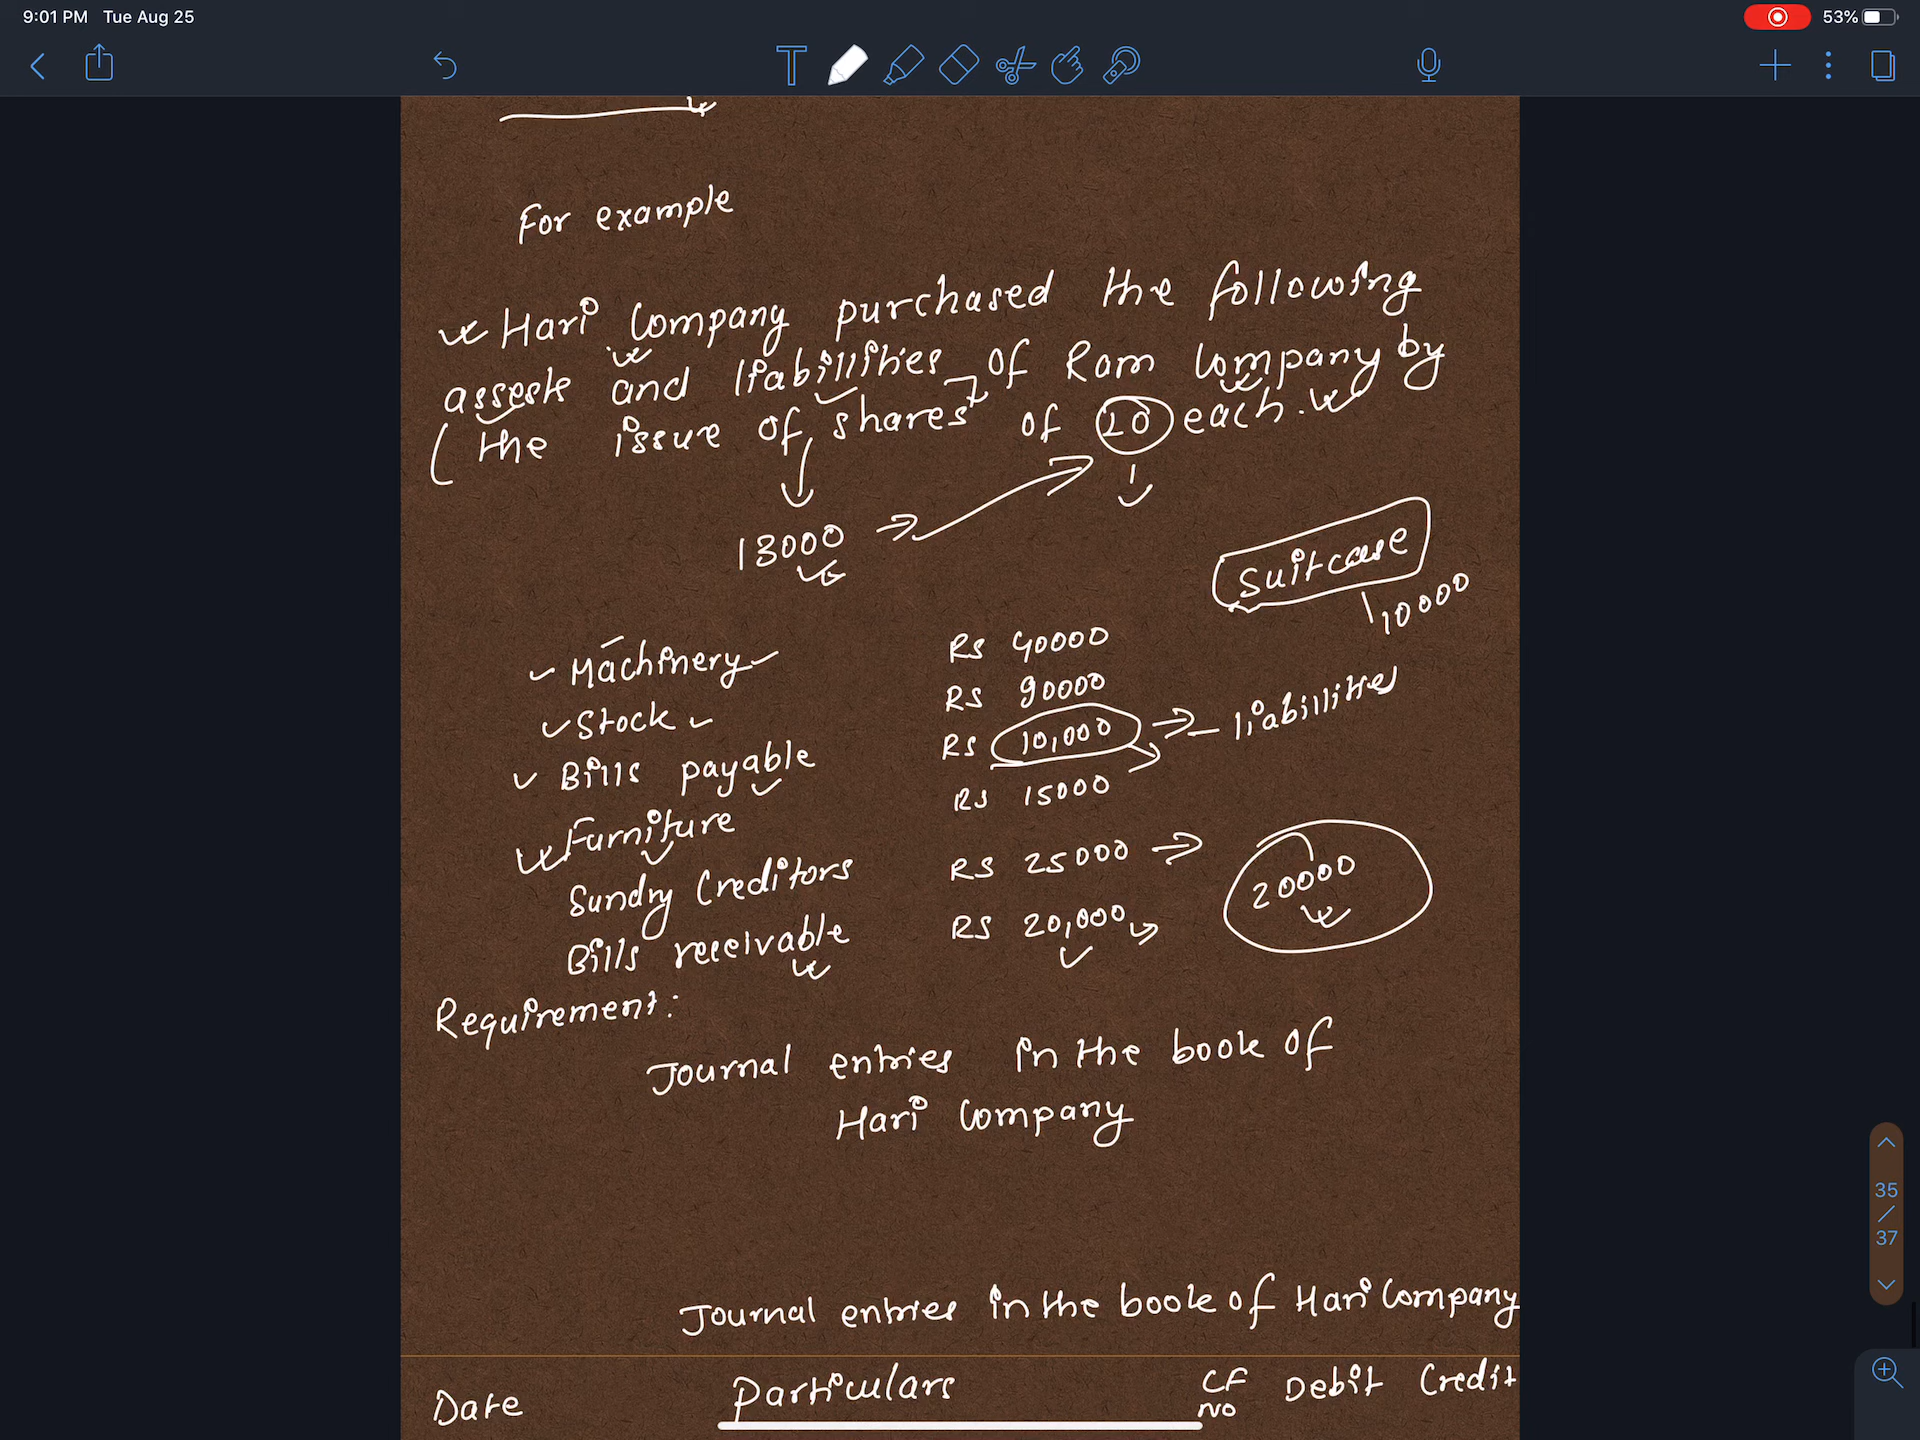 9:01 PM Tue Aug 25
53%
For example
Hari Company purchased the following
assests and liabilities of Ram Company by
the issue of shares of 10 each.
13000
Suitcase
10000
Machinery Rs 40000
Stock Rs 90000
Bills payable Rs 10,000 liabillities
Furniture Rs 15000
Sundry Creditors Rs 25000 20000
Bills receivable Rs 20,000
Requirement:
Journal entries in the book of
Hari Company
35
/
37
Journal entries in the book of Hari Company
Date Particulars CF NO Debit Credit